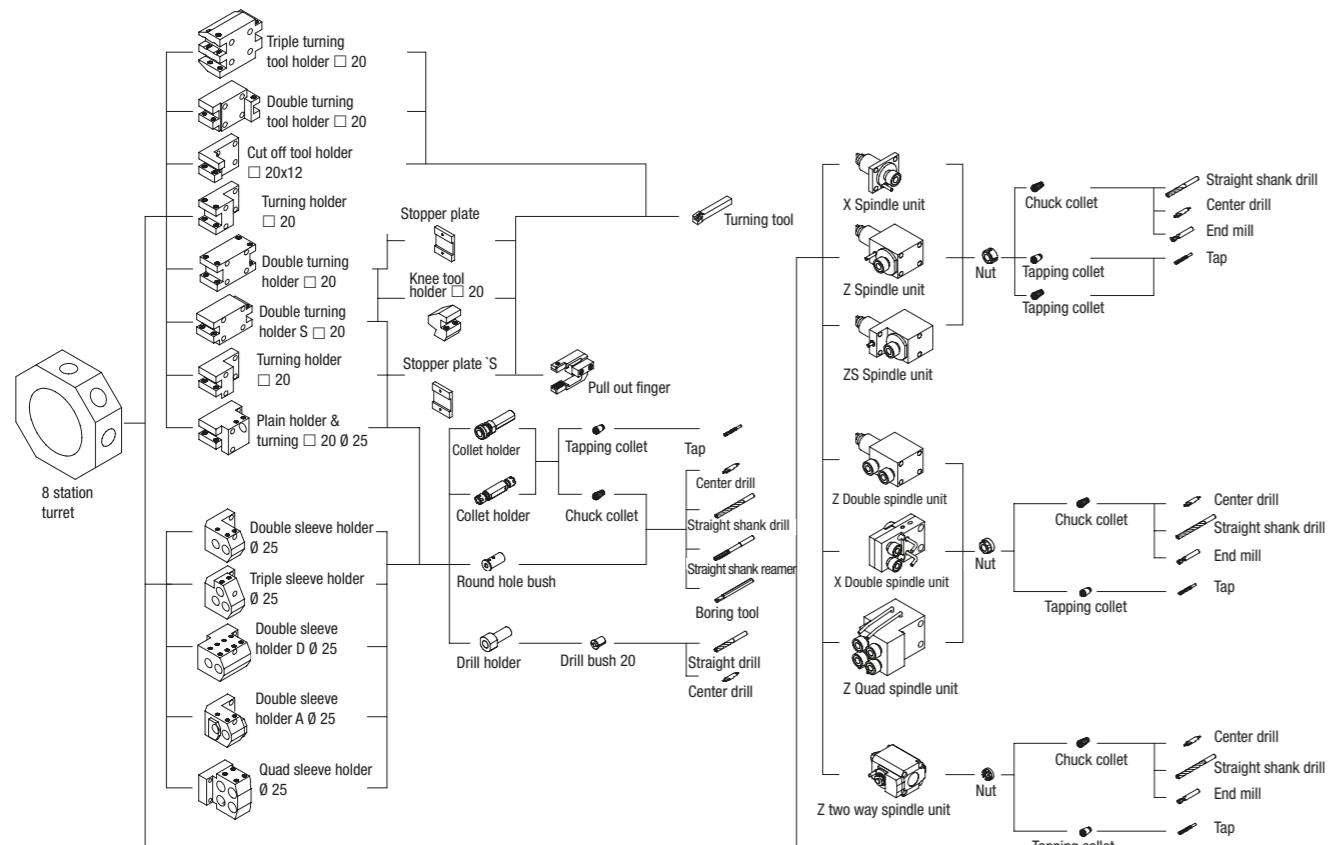 Triple turning
tool holder □ 20
Double turning
tool holder □ 20
Cut off tool holder
□ 20x12
Turning holder
□ 20
Double turning
holder □ 20
Double turning
holder S □ 20
Turning holder
□ 20
Plain holder &
turning □ 20 Ø 25
8 station
turret
Double sleeve holder
Ø 25
Triple sleeve holder
Ø 25
Double sleeve
holder D Ø 25
Double sleeve
holder A Ø 25
Quad sleeve holder
Ø 25
Stopper plate
Knee tool
holder □ 20
Stopper plate `S
Turning tool
Pull out finger
Collet holder
Collet holder
Round hole bush
Drill holder
Tapping collet
Chuck collet
Drill bush 20
Tap
Center drill
Straight shank drill
Straight shank reamer
Boring tool
Straight drill
Center drill
X Spindle unit
Z Spindle unit
ZS Spindle unit
Nut
Chuck collet
Tapping collet
Tapping collet
Straight shank drill
Center drill
End mill
Tap
Z Double spindle unit
X Double spindle unit
Z Quad spindle unit
Nut
Chuck collet
Tapping collet
Center drill
Straight shank drill
End mill
Tap
Z two way spindle unit
Nut
Chuck collet
Tapping collet
Center drill
Straight shank drill
End mill
Tap